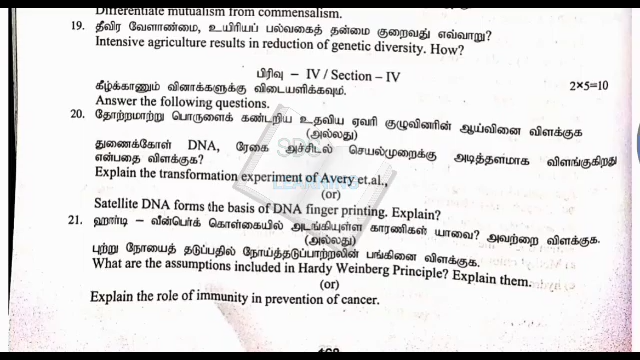 Differentiate mutualism from commensalism.
19. தீவிர வேளாண்மை, உயிரியப் பல்வகைத் தன்மை குறைவது எவ்வாறு?
Intensive agriculture results in reduction of genetic diversity. How?
பிரிவு – IV / Section – IV
கீழ்க்காணும் வினாக்களுக்கு விடையளிக்கவும். 2×5=10
Answer the following questions.
20. தோற்றமாற்று பொருளைக் கண்டறிய உதவிய ஏவரி குழுவினரின் ஆய்வினை விளக்குக
(அல்லது)
துணைக்கோள் DNA, ரேகை அச்சிடல் செயல்முறைக்கு அடித்தளமாக விளங்குகிறது
என்பதை விளக்குக?
Explain the transformation experiment of Avery et.al.,
(or)
Satellite DNA forms the basis of DNA finger printing. Explain?
21. ஹார்டி – வீன்பெர்க் கொள்கையில் அடங்கியுள்ள காரணிகள் யாவை? அவற்றை விளக்குக.
(அல்லது)
புற்று நோயைத் தடுப்பதில் நோய்த்தடுப்பாற்றலின் பங்கினை விளக்குக.
What are the assumptions included in Hardy Weinberg Principle? Explain them.
(or)
Explain the role of immunity in prevention of cancer.